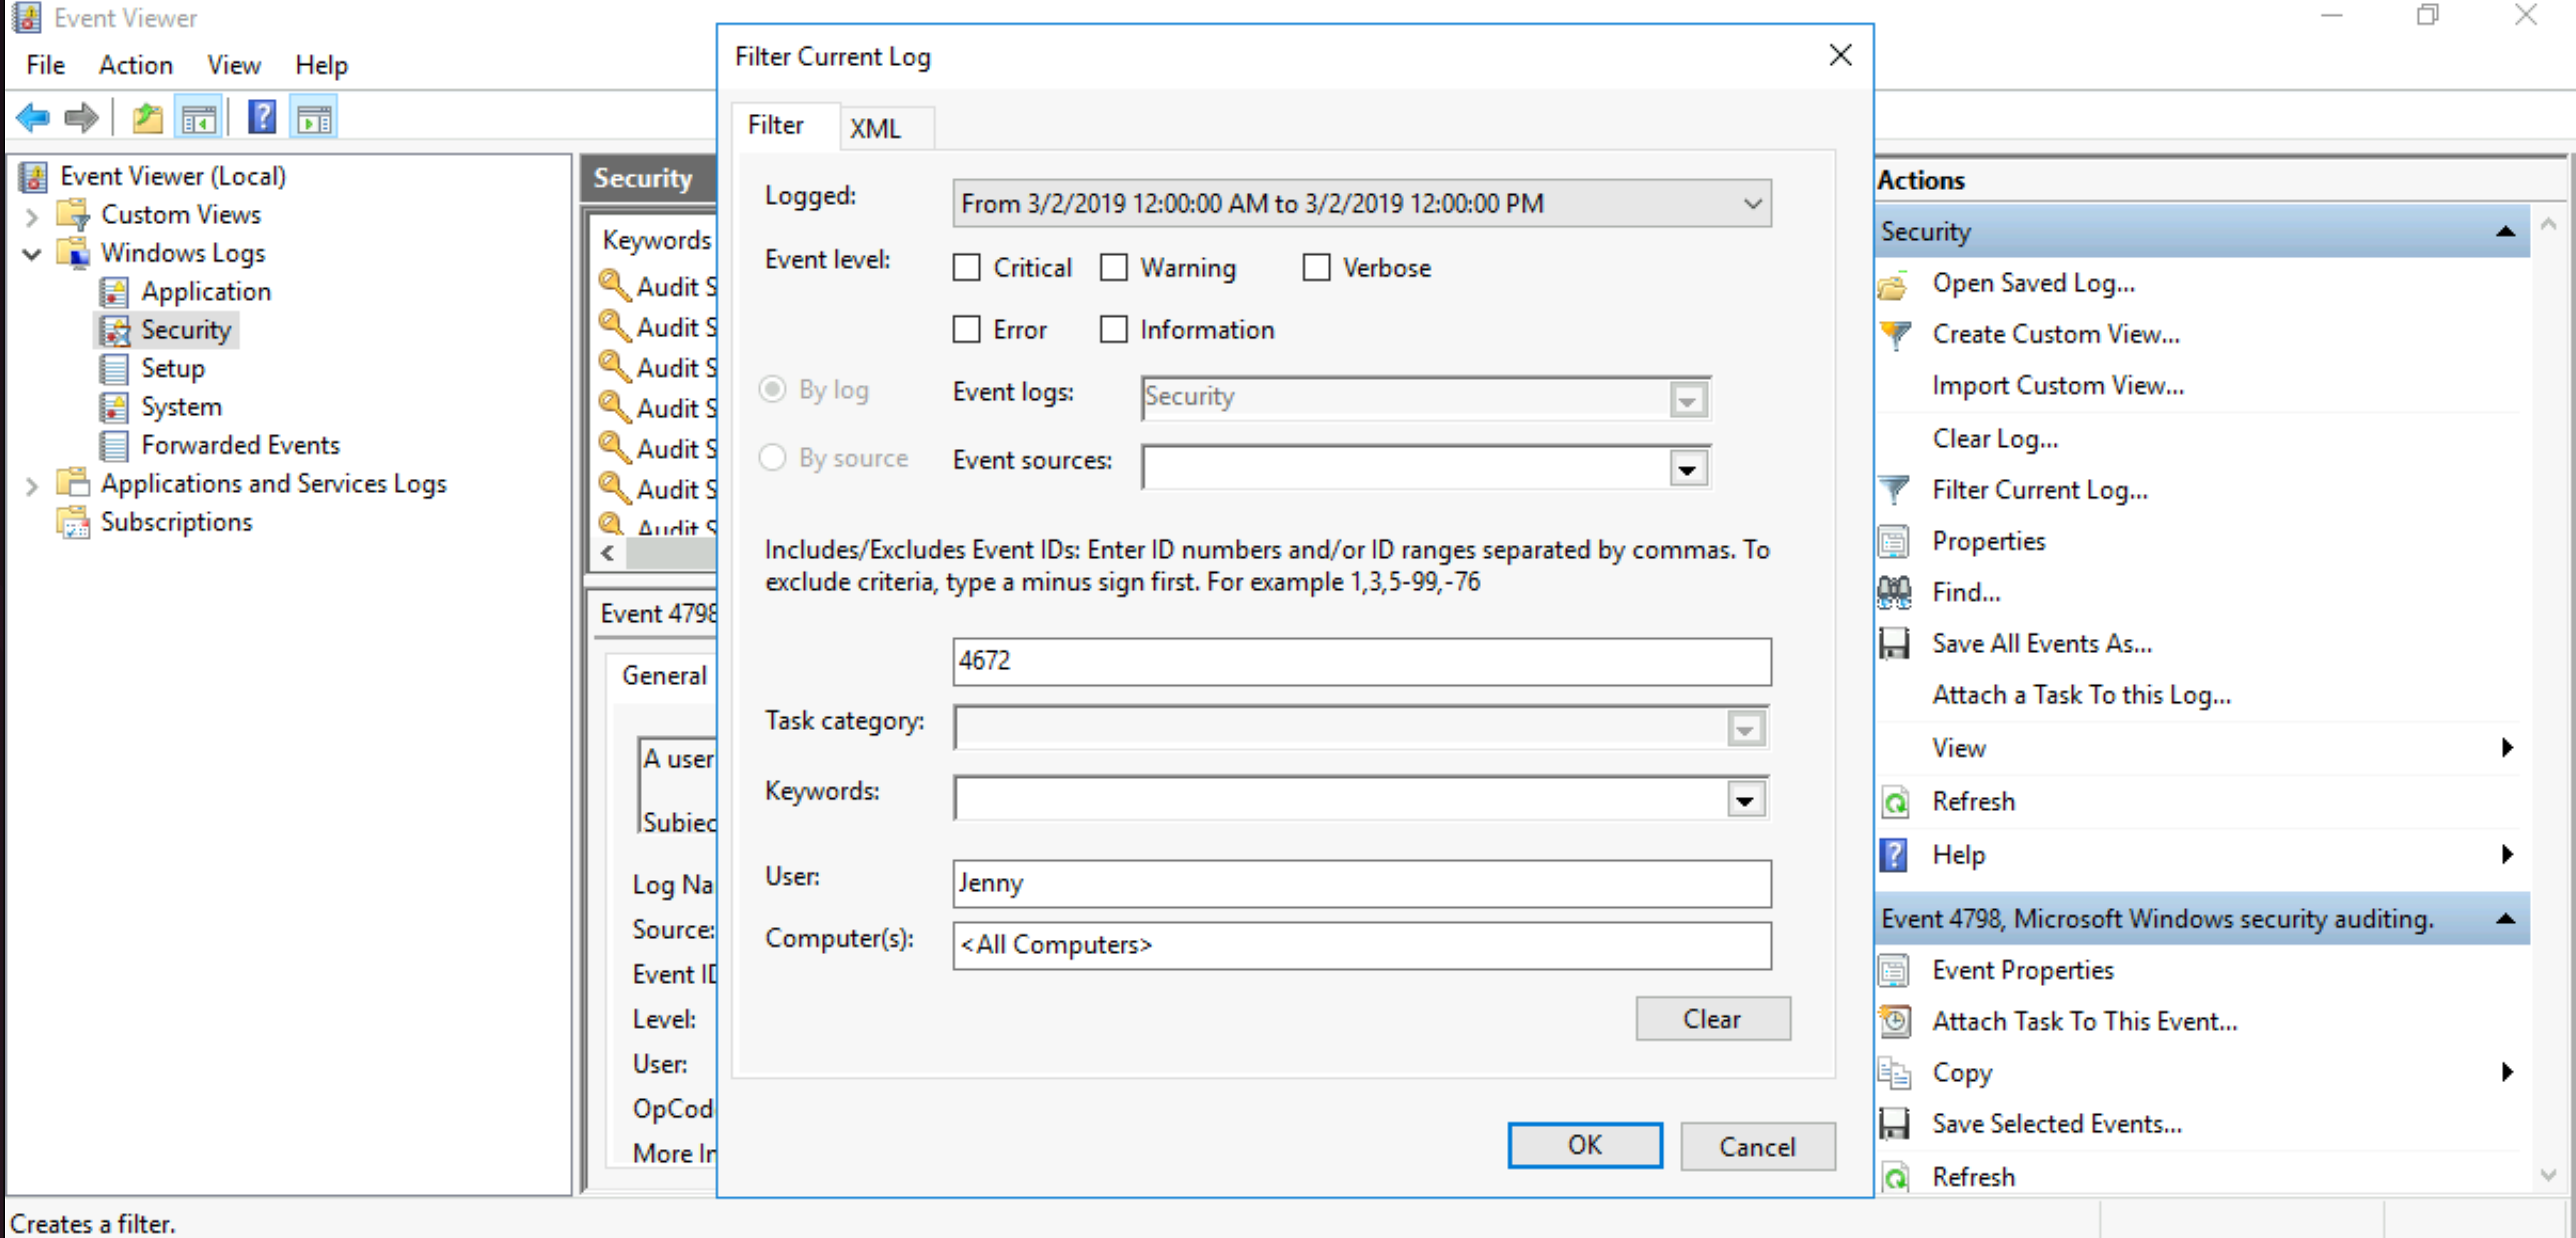 Event Viewer
File Action View Help
Event Viewer (Local)
Custom Views
Windows Logs
Application
Security
Setup
System
Forwarded Events
Applications and Services Logs
Subscriptions
Security
Keywords
Audit S
Audit S
Audit S
Audit S
Audit S
Audit S
Audit S
Event 4798
General
A user
Subjec
Log Na
Source:
Event ID
Level:
User:
OpCod
More In
Filter Current Log
Filter XML
Logged: From 3/2/2019 12:00:00 AM to 3/2/2019 12:00:00 PM
Event level: Critical Warning Verbose
Error Information
By log Event logs: Security
By source Event sources:
Includes/Excludes Event IDs: Enter ID numbers and/or ID ranges separated by commas. To
exclude criteria, type a minus sign first. For example 1,3,5-99,-76
4672
Task category:
Keywords:
User: Jenny
Computer(s): <All Computers>
Clear
OK Cancel
Actions
Security
Open Saved Log...
Create Custom View...
Import Custom View...
Clear Log...
Filter Current Log...
Properties
Find...
Save All Events As...
Attach a Task To this Log...
View
Refresh
Help
Event 4798, Microsoft Windows security auditing.
Event Properties
Attach Task To This Event...
Copy
Save Selected Events...
Refresh
Creates a filter.